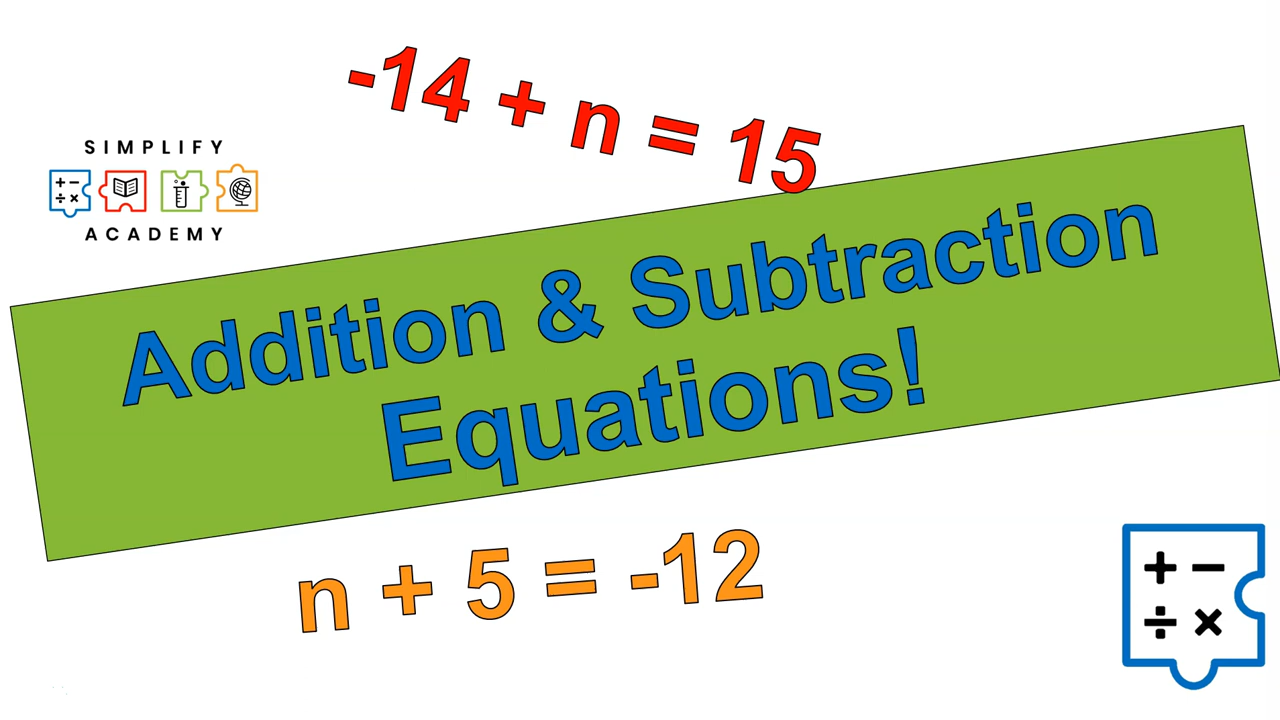 -14 + n = 15
SIMPLIFY
+ −
÷ ×
ACADEMY
Addition & Subtraction
Equations!
n + 5 = -12
+ −
÷ ×